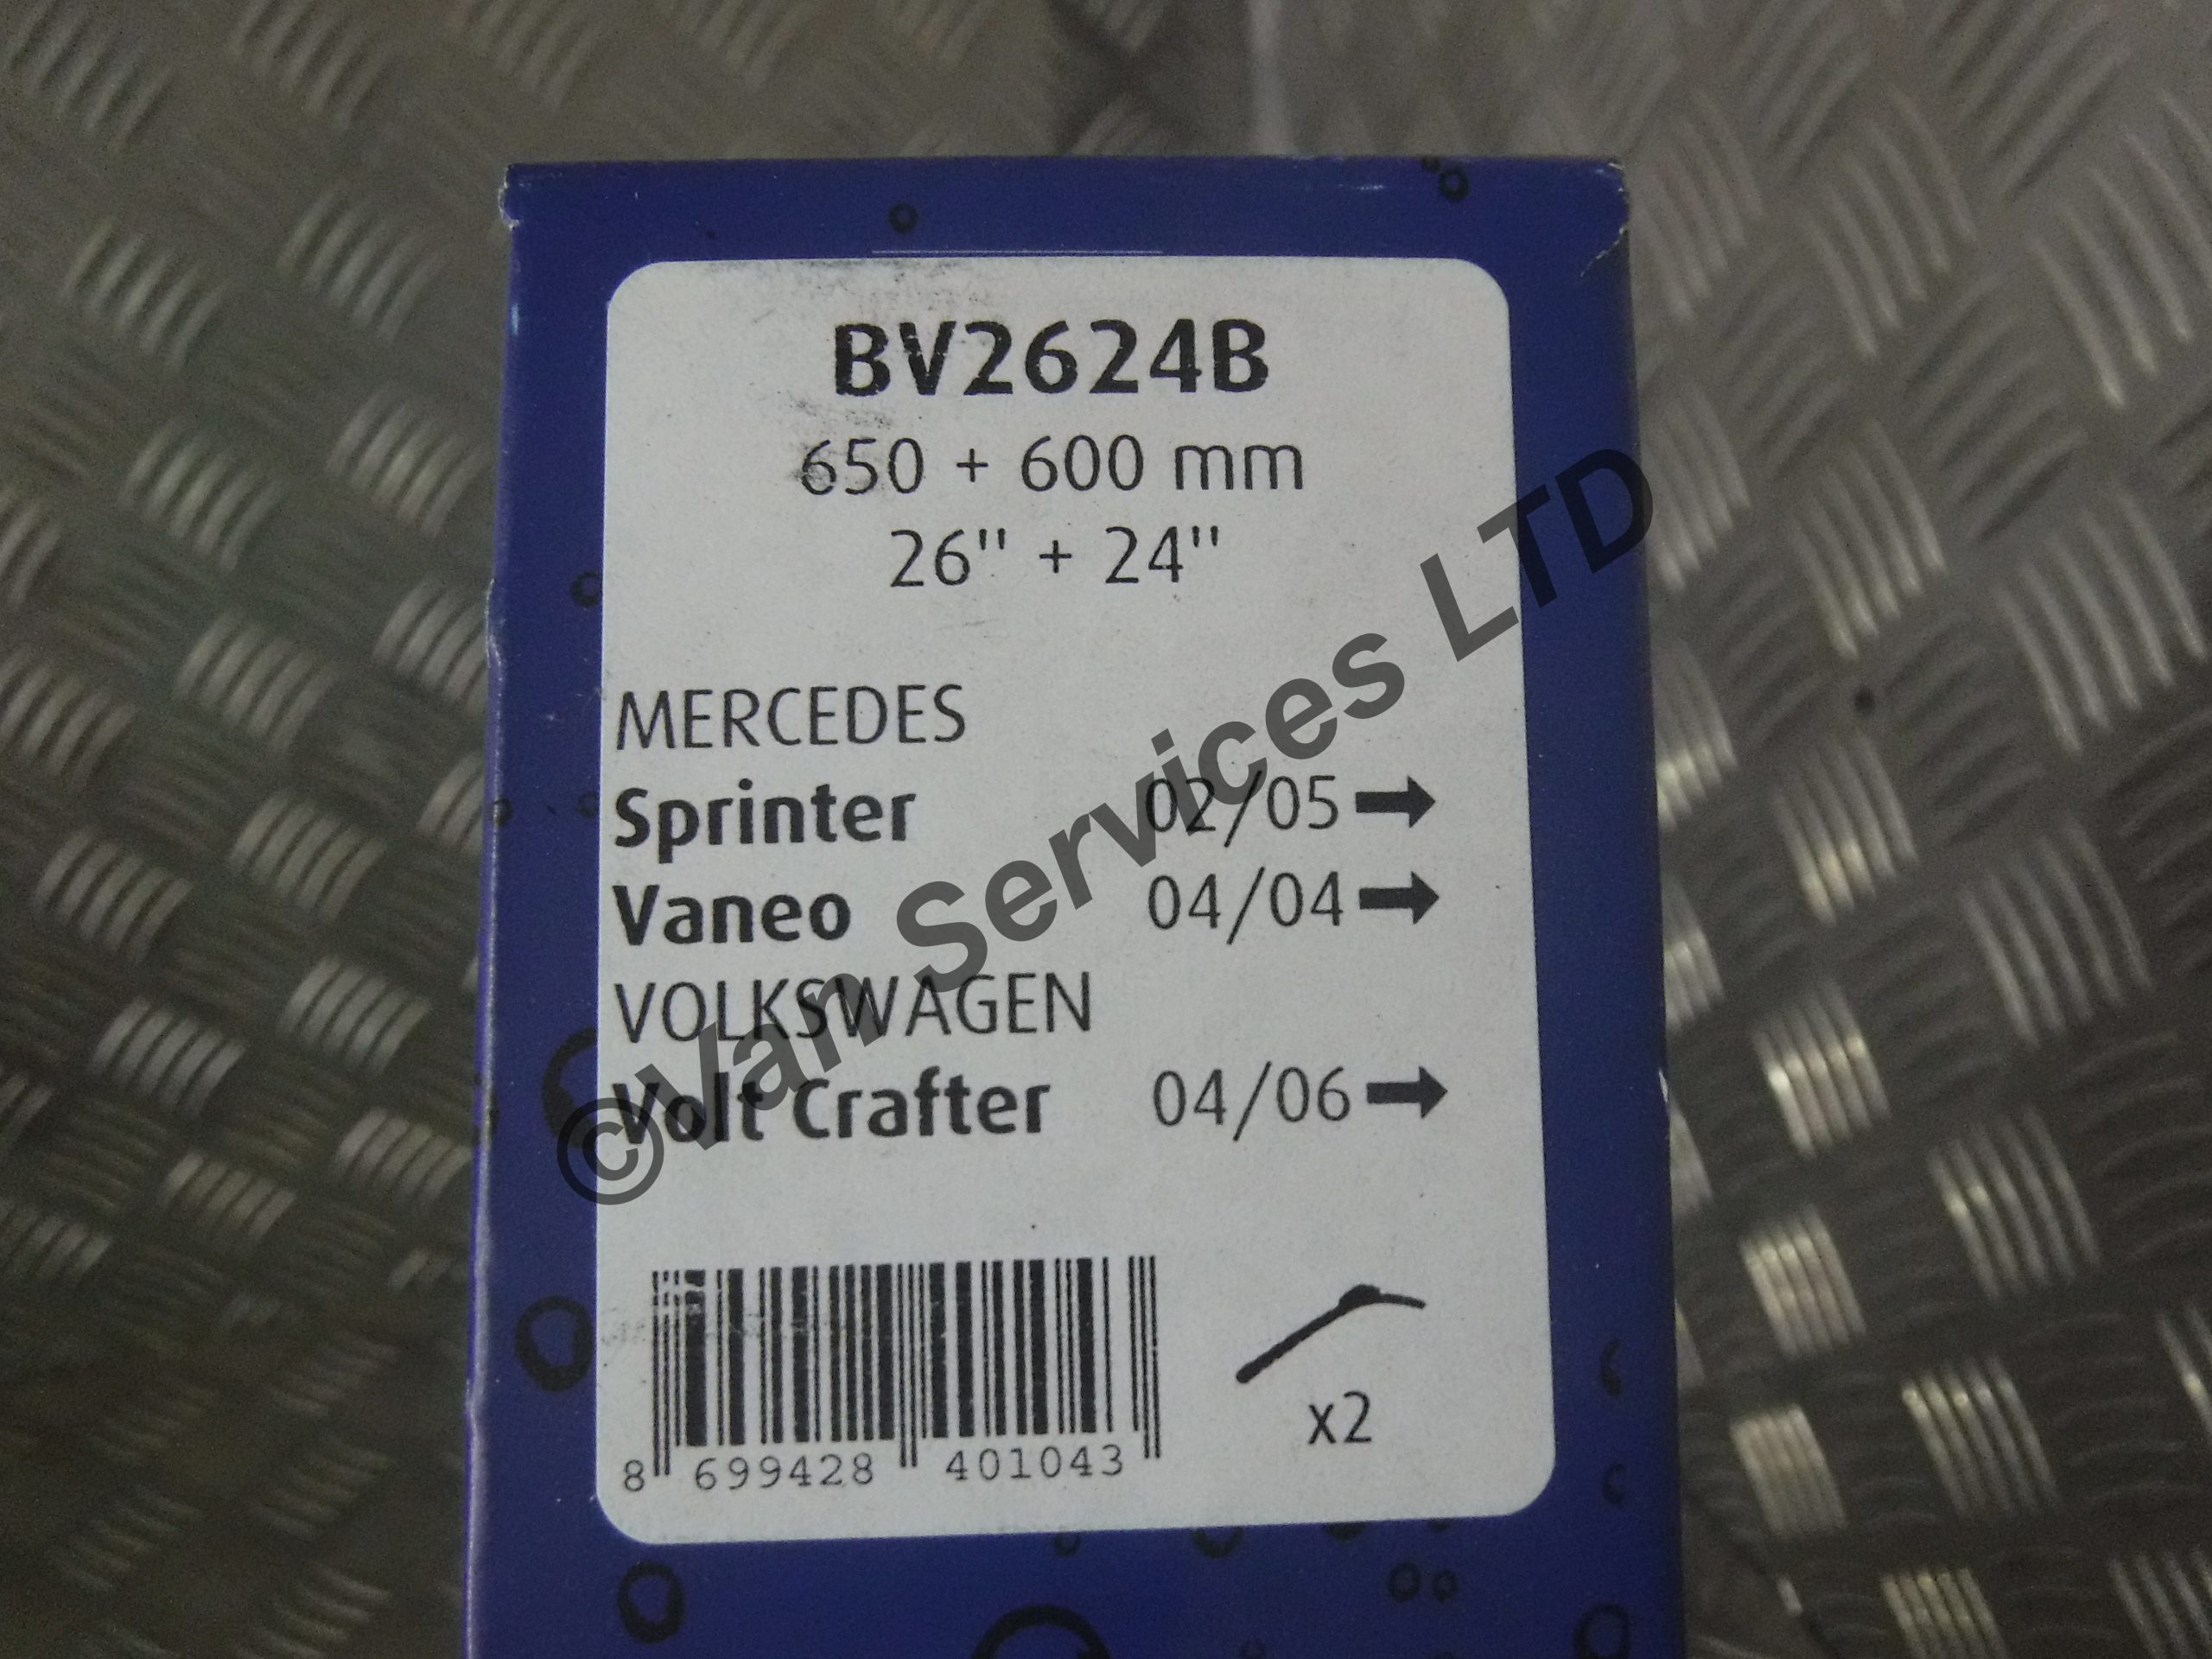 BV2624B
650 + 600 mm
26" + 24"
MERCEDES
Sprinter 02/05→
Vaneo 04/04→
VOLKSWAGEN
Volt Crafter 04/06→
©Van Services LTD
8 699428 401043
x2